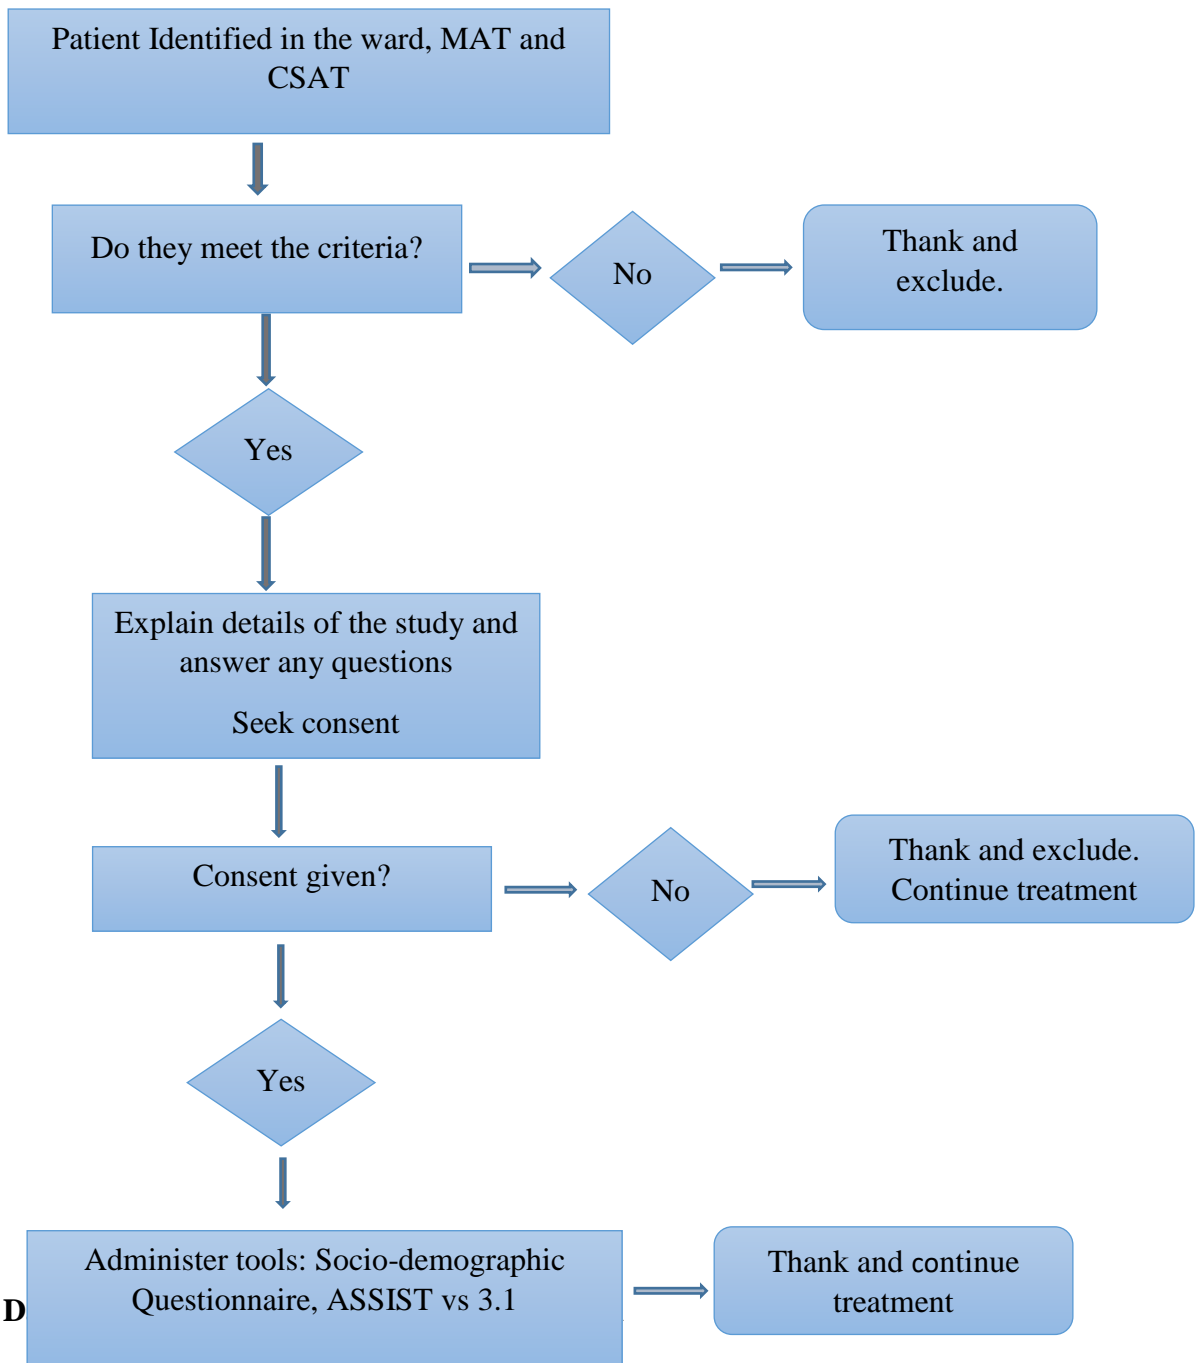 Patient Identified in the ward, MAT and
CSAT
Do they meet the criteria?
No
Thank and
exclude.
Yes
Explain details of the study and
answer any questions
Seek consent
Consent given?
No
Thank and exclude.
Continue treatment
Yes
Administer tools: Socio-demographic
Questionnaire, ASSIST vs 3.1
Thank and continue
treatment
D